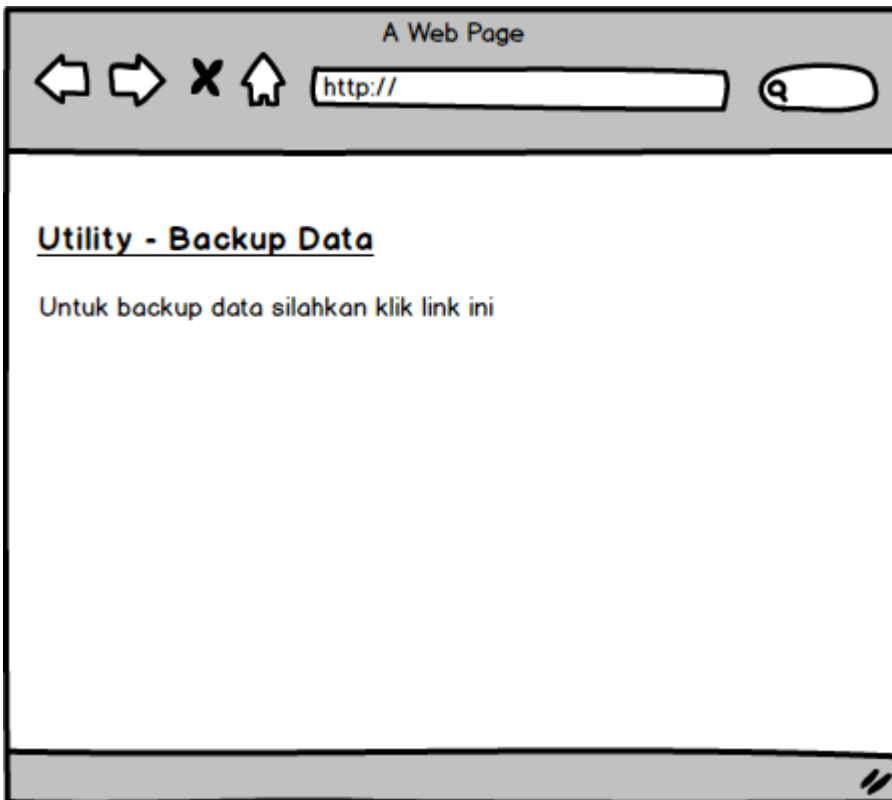 A Web Page
http://
Utility - Backup Data
Untuk backup data silahkan klik link ini